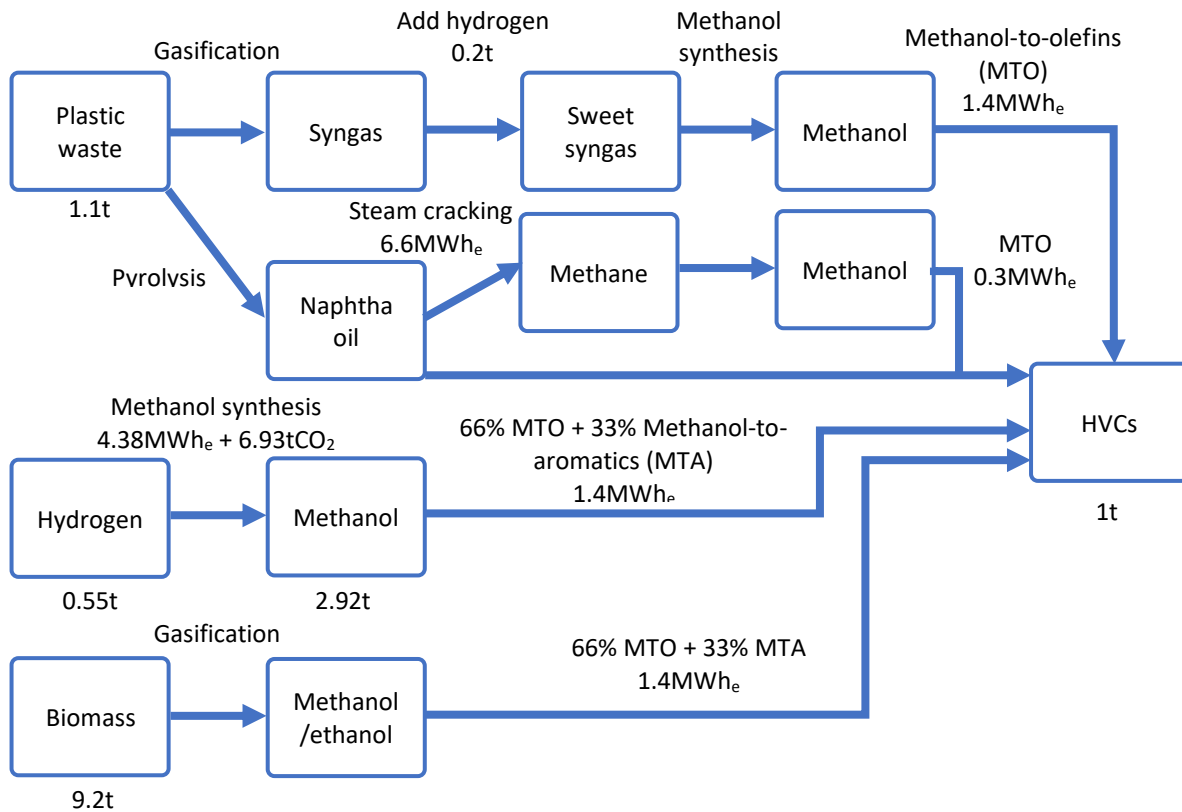 Gasification
Add hydrogen
0.2t
Methanol
synthesis
Methanol-to-olefins
(MTO)
1.4MWhₑ
Plastic
waste
Syngas
Sweet
syngas
Methanol
1.1t
Pyrolysis
Steam cracking
6.6MWhₑ
Naphtha
oil
Methane
Methanol
MTO
0.3MWhₑ
HVCs
1t
Methanol synthesis
4.38MWhₑ + 6.93tCO₂
66% MTO + 33% Methanol-to-
aromatics (MTA)
1.4MWhₑ
Hydrogen
Methanol
0.55t
2.92t
Gasification
66% MTO + 33% MTA
1.4MWhₑ
Biomass
Methanol
/ethanol
9.2t